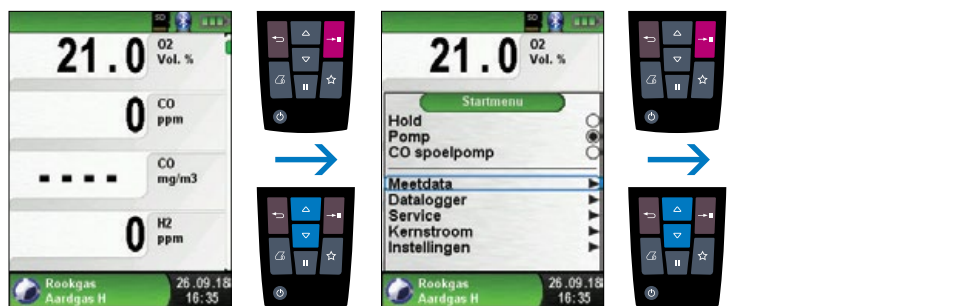 SD
21.0 O2
Vol. %
0 CO
ppm
---- CO
mg/m3
0 H2
ppm
Rookgas 26.09.18
Aardgas H 16:35
SD
21.0 O2
Vol. %
Startmenu
Hold
Pomp
CO spoelpomp
Meetdata
Datalogger
Service
Kernstroom
Instellingen
Rookgas 26.09.18
Aardgas H 16:35